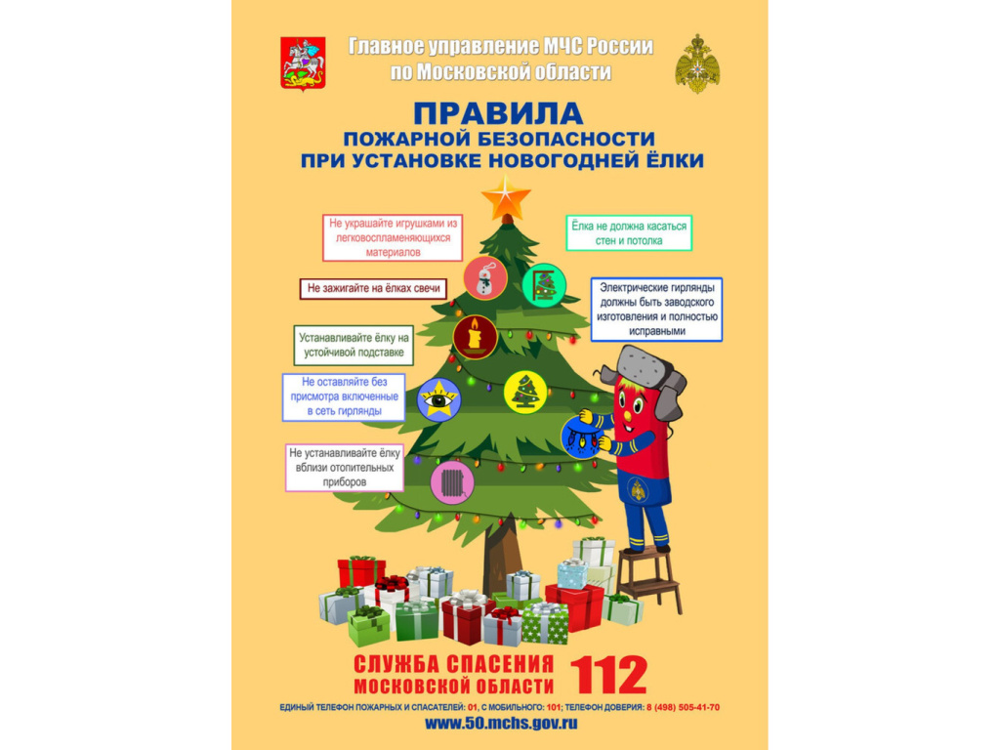 Главное управление МЧС России
по Московской области
ПРАВИЛА
ПОЖАРНОЙ БЕЗОПАСНОСТИ
ПРИ УСТАНОВКЕ НОВОГОДНЕЙ ЁЛКИ
Не украшайте игрушками из
легковоспламеняющихся
материалов
Ёлка не должна касаться
стен и потолка
Не зажигайте на ёлках свечи
Электрические гирлянды
должны быть заводского
изготовления и полностью
исправными
Устанавливайте ёлку на
устойчивой подставке
Не оставляйте без
присмотра включенные
в сеть гирлянды
Не устанавливайте ёлку
вблизи отопительных
приборов
СЛУЖБА СПАСЕНИЯ
МОСКОВСКОЙ ОБЛАСТИ
112
ЕДИНЫЙ ТЕЛЕФОН ПОЖАРНЫХ И СПАСАТЕЛЕЙ: 01, С МОБИЛЬНОГО: 101; ТЕЛЕФОН ДОВЕРИЯ: 8 (498) 505-41-70
www.50.mchs.gov.ru